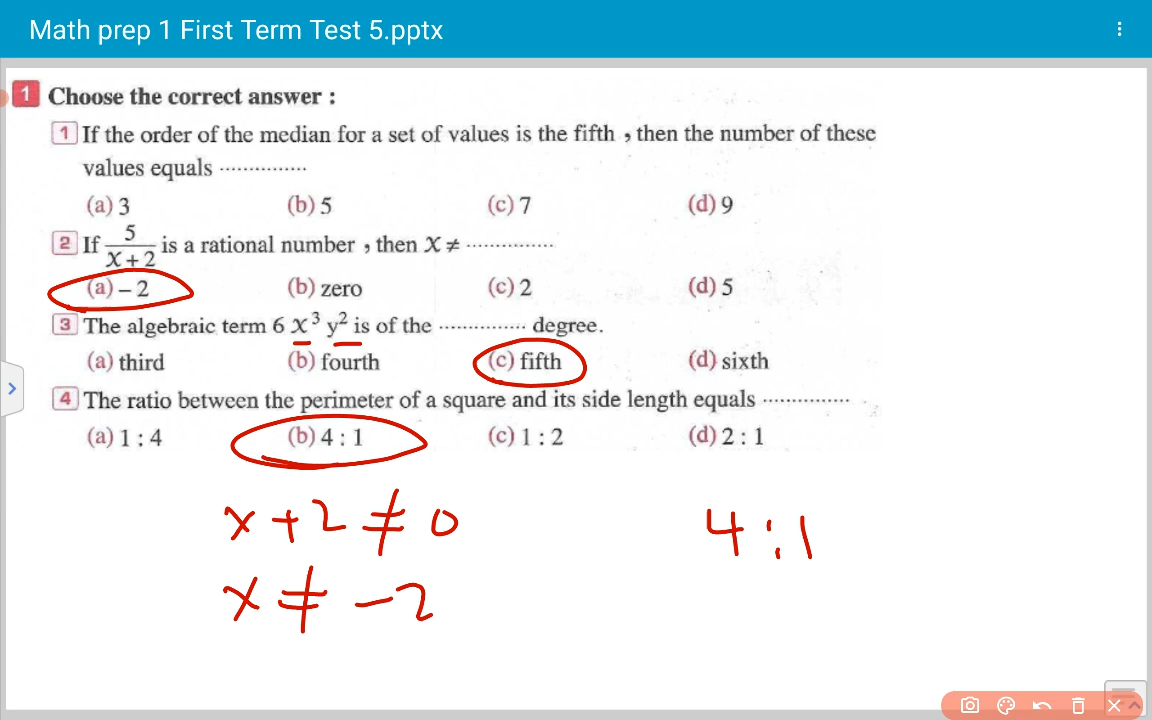 Math prep 1 First Term Test 5.pptx
1 Choose the correct answer :
1 If the order of the median for a set of values is the fifth , then the number of these
values equals ...............
(a) 3 (b) 5 (c) 7 (d) 9
2 If 5/(x + 2) is a rational number , then x ≠ ...............
(a) – 2 (b) zero (c) 2 (d) 5
3 The algebraic term 6 x³ y² is of the ............... degree.
(a) third (b) fourth (c) fifth (d) sixth
4 The ratio between the perimeter of a square and its side length equals ...............
(a) 1 : 4 (b) 4 : 1 (c) 1 : 2 (d) 2 : 1
x + 2 ≠ 0 4 : 1
x ≠ – 2